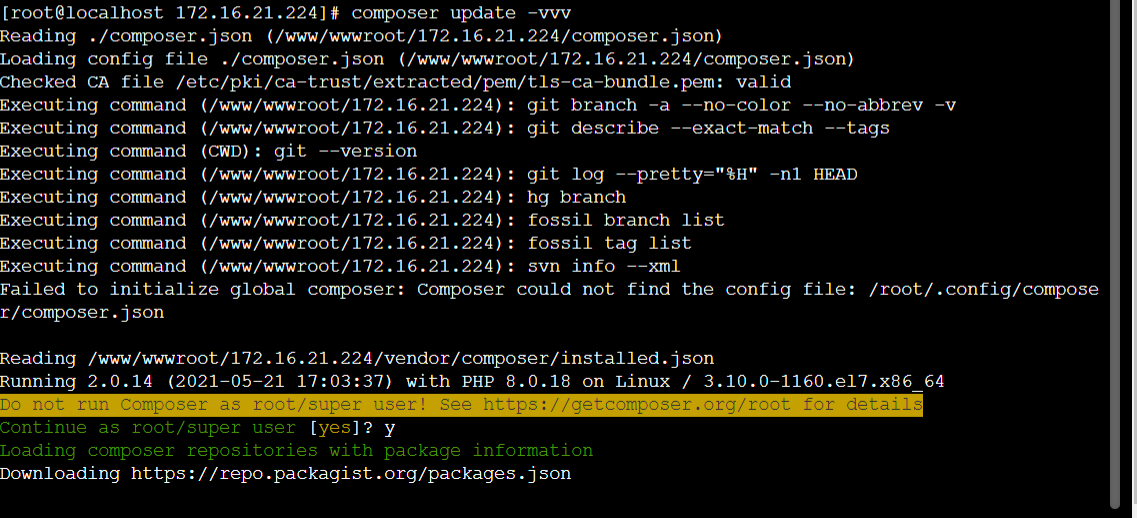 [root@localhost 172.16.21.224]# composer update -vvv
Reading ./composer.json (/www/wwwroot/172.16.21.224/composer.json)
Loading config file ./composer.json (/www/wwwroot/172.16.21.224/composer.json)
Checked CA file /etc/pki/ca-trust/extracted/pem/tls-ca-bundle.pem: valid
Executing command (/www/wwwroot/172.16.21.224): git branch -a --no-color --no-abbrev -v
Executing command (/www/wwwroot/172.16.21.224): git describe --exact-match --tags
Executing command (CWD): git --version
Executing command (/www/wwwroot/172.16.21.224): git log --pretty="%H" -n1 HEAD
Executing command (/www/wwwroot/172.16.21.224): hg branch
Executing command (/www/wwwroot/172.16.21.224): fossil branch list
Executing command (/www/wwwroot/172.16.21.224): fossil tag list
Executing command (/www/wwwroot/172.16.21.224): svn info --xml
Failed to initialize global composer: Composer could not find the config file: /root/.config/compose
r/composer.json
Reading /www/wwwroot/172.16.21.224/vendor/composer/installed.json
Running 2.0.14 (2021-05-21 17:03:37) with PHP 8.0.18 on Linux / 3.10.0-1160.el7.x86_64
Do not run Composer as root/super user! See https://getcomposer.org/root for details
Continue as root/super user [yes]? y
Loading composer repositories with package information
Downloading https://repo.packagist.org/packages.json